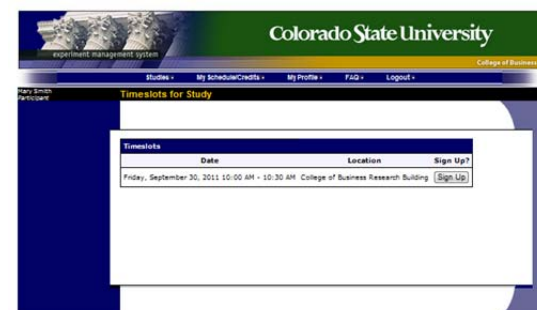 Colorado State University
experiment management system
College of Business
Studies My Schedule/Credits My Profile FAQ Logout
Mary Smith
Participant
Timeslots for Study
Timeslots
Date Location Sign Up?
Friday, September 30, 2011 10:00 AM - 10:30 AM College of Business Research Building Sign Up